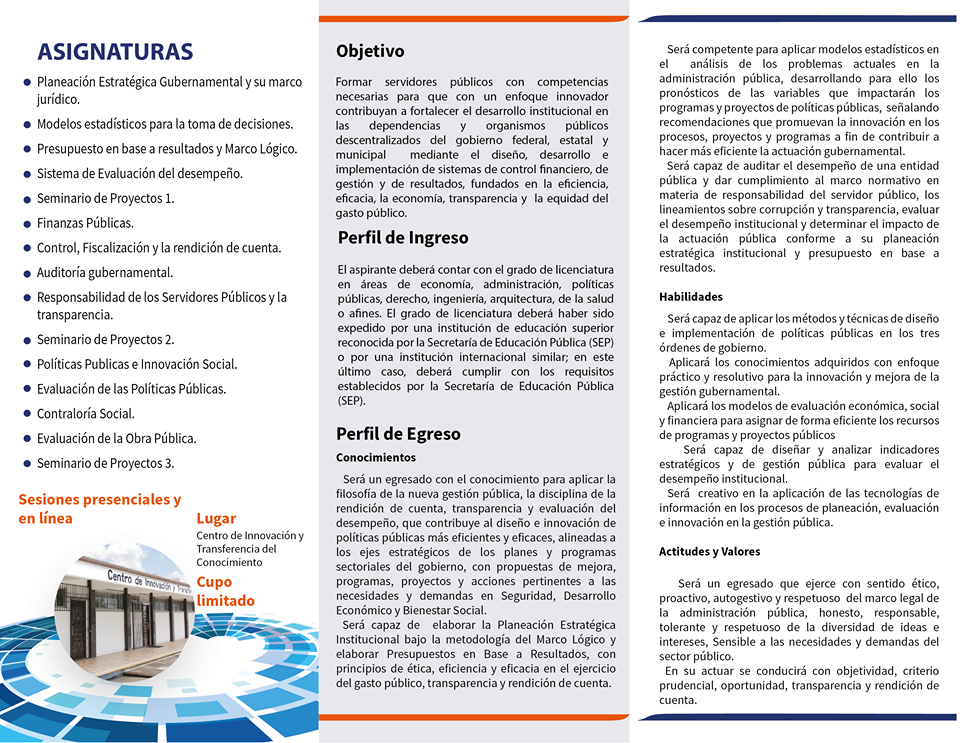 ASIGNATURAS
Planeación Estratégica Gubernamental y su marco
jurídico.
Modelos estadísticos para la toma de decisiones.
Presupuesto en base a resultados y Marco Lógico.
Sistema de Evaluación del desempeño.
Seminario de Proyectos 1.
Finanzas Públicas.
Control, Fiscalización y la rendición de cuenta.
Auditoría gubernamental.
Responsabilidad de los Servidores Públicos y la
transparencia.
Seminario de Proyectos 2.
Políticas Publicas e Innovación Social.
Evaluación de las Políticas Públicas.
Contraloría Social.
Evaluación de la Obra Pública.
Seminario de Proyectos 3.
Sesiones presenciales y
en línea
Lugar
Centro de Innovación y
Transferencia del
Conocimiento
Cupo
limitado
Centro de Innovación y Transfer
Objetivo
Formar servidores públicos con competencias
necesarias para que con un enfoque innovador
contribuyan a fortalecer el desarrollo institucional en
las dependencias y organismos públicos
descentralizados del gobierno federal, estatal y
municipal mediante el diseño, desarrollo e
implementación de sistemas de control financiero, de
gestión y de resultados, fundados en la eficiencia,
eficacia, la economía, transparencia y la equidad del
gasto público.
Perfil de Ingreso
El aspirante deberá contar con el grado de licenciatura
en áreas de economía, administración, políticas
públicas, derecho, ingeniería, arquitectura, de la salud
o afines. El grado de licenciatura deberá haber sido
expedido por una institución de educación superior
reconocida por la Secretaría de Educación Pública (SEP)
o por una institución internacional similar; en este
último caso, deberá cumplir con los requisitos
establecidos por la Secretaría de Educación Pública
(SEP).
Perfil de Egreso
Conocimientos
Será un egresado con el conocimiento para aplicar la
filosofía de la nueva gestión pública, la disciplina de la
rendición de cuenta, transparencia y evaluación del
desempeño, que contribuye al diseño e innovación de
políticas públicas más eficientes y eficaces, alineadas a
los ejes estratégicos de los planes y programas
sectoriales del gobierno, con propuestas de mejora,
programas, proyectos y acciones pertinentes a las
necesidades y demandas en Seguridad, Desarrollo
Económico y Bienestar Social.
Será capaz de elaborar la Planeación Estratégica
Institucional bajo la metodología del Marco Lógico y
elaborar Presupuestos en Base a Resultados, con
principios de ética, eficiencia y eficacia en el ejercicio
del gasto público, transparencia y rendición de cuenta.
Será competente para aplicar modelos estadísticos en
el análisis de los problemas actuales en la
administración pública, desarrollando para ello los
pronósticos de las variables que impactarán los
programas y proyectos de políticas públicas, señalando
recomendaciones que promuevan la innovación en los
procesos, proyectos y programas a fin de contribuir a
hacer más eficiente la actuación gubernamental.
Será capaz de auditar el desempeño de una entidad
pública y dar cumplimiento al marco normativo en
materia de responsabilidad del servidor público, los
lineamientos sobre corrupción y transparencia, evaluar
el desempeño institucional y determinar el impacto de
la actuación pública conforme a su planeación
estratégica institucional y presupuesto en base a
resultados.
Habilidades
Será capaz de aplicar los métodos y técnicas de diseño
e implementación de políticas públicas en los tres
órdenes de gobierno.
Aplicará los conocimientos adquiridos con enfoque
práctico y resolutivo para la innovación y mejora de la
gestión gubernamental.
Aplicará los modelos de evaluación económica, social
y financiera para asignar de forma eficiente los recursos
de programas y proyectos públicos
Será capaz de diseñar y analizar indicadores
estratégicos y de gestión pública para evaluar el
desempeño institucional.
Será creativo en la aplicación de las tecnologías de
información en los procesos de planeación, evaluación
e innovación en la gestión pública.
Actitudes y Valores
Será un egresado que ejerce con sentido ético,
proactivo, autogestivo y respetuoso del marco legal de
la administración pública, honesto, responsable,
tolerante y respetuoso de la diversidad de ideas e
intereses, Sensible a las necesidades y demandas del
sector público.
En su actuar se conducirá con objetividad, criterio
prudencial, oportunidad, transparencia y rendición de
cuenta.